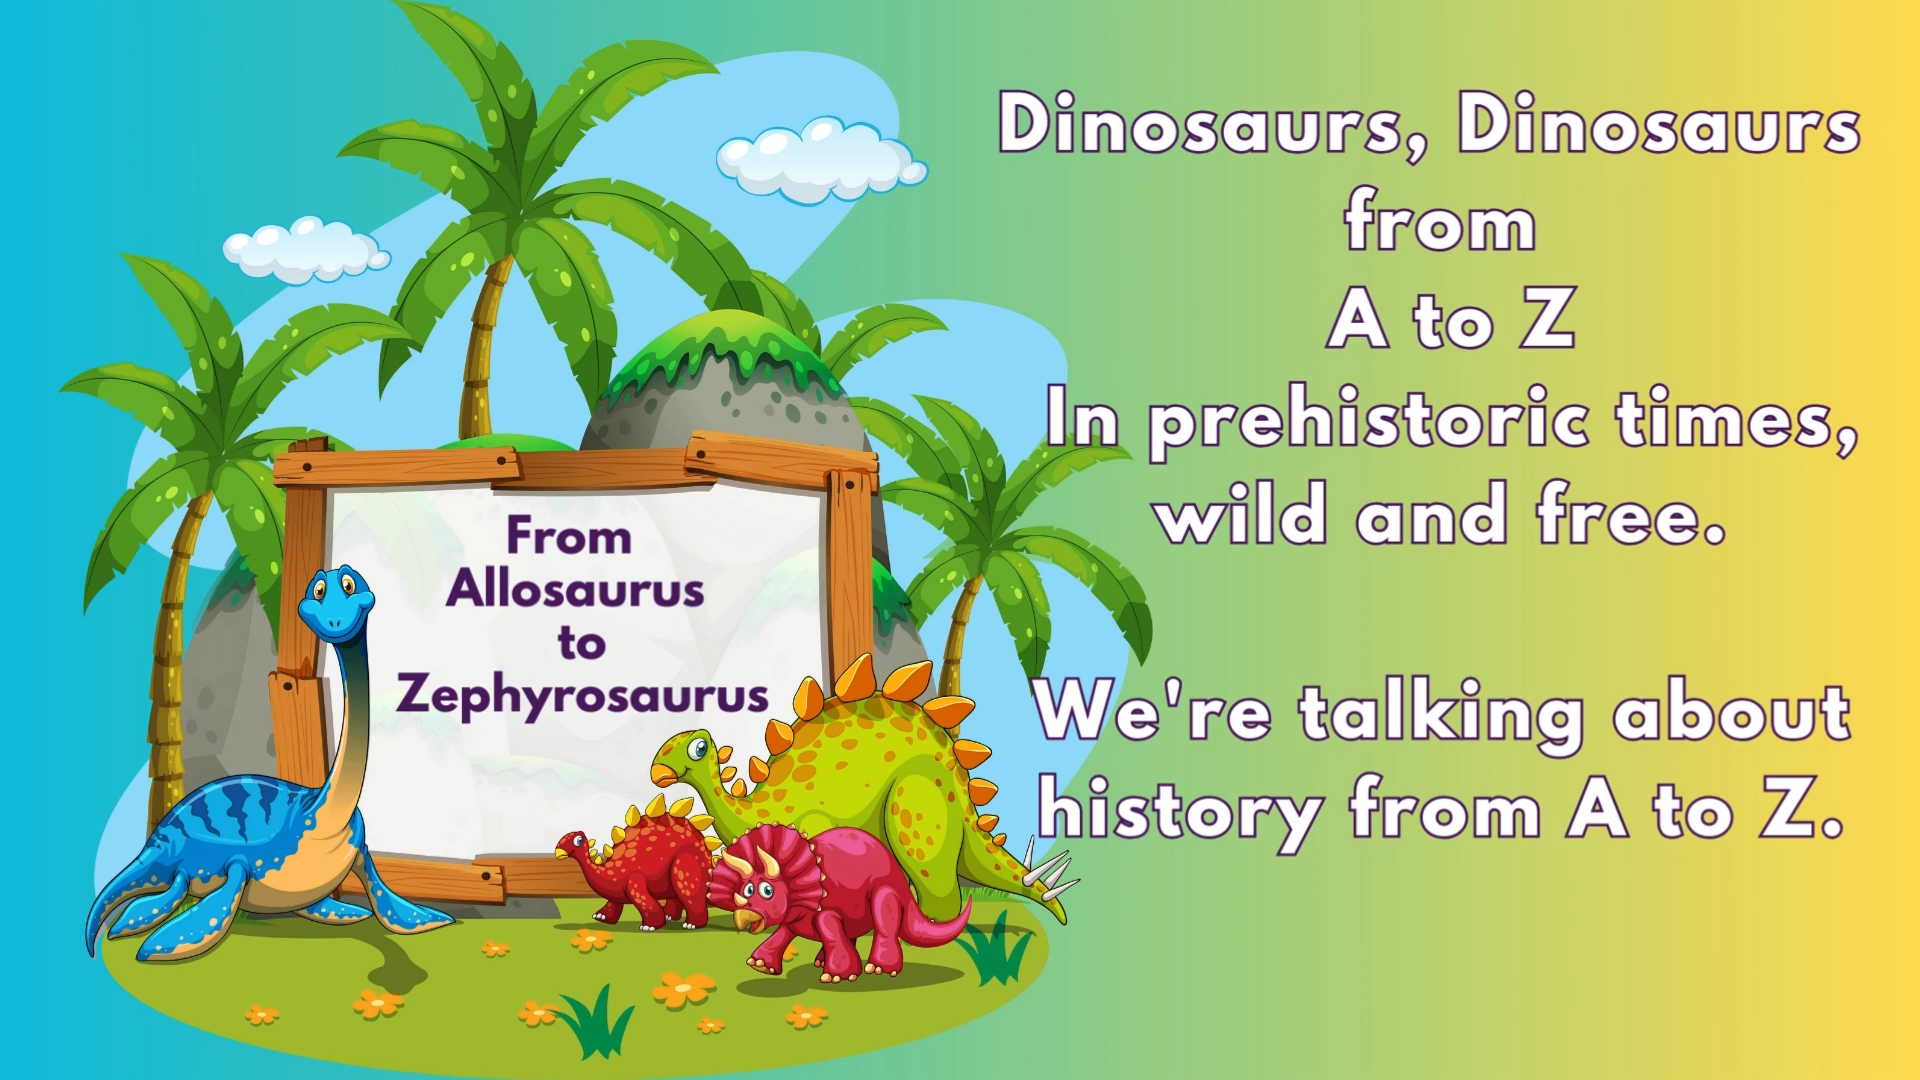 Dinosaurs, Dinosaurs
from
A to Z
In prehistoric times,
wild and free.
We're talking about
history from A to Z.
From
Allosaurus
to
Zephyrosaurus